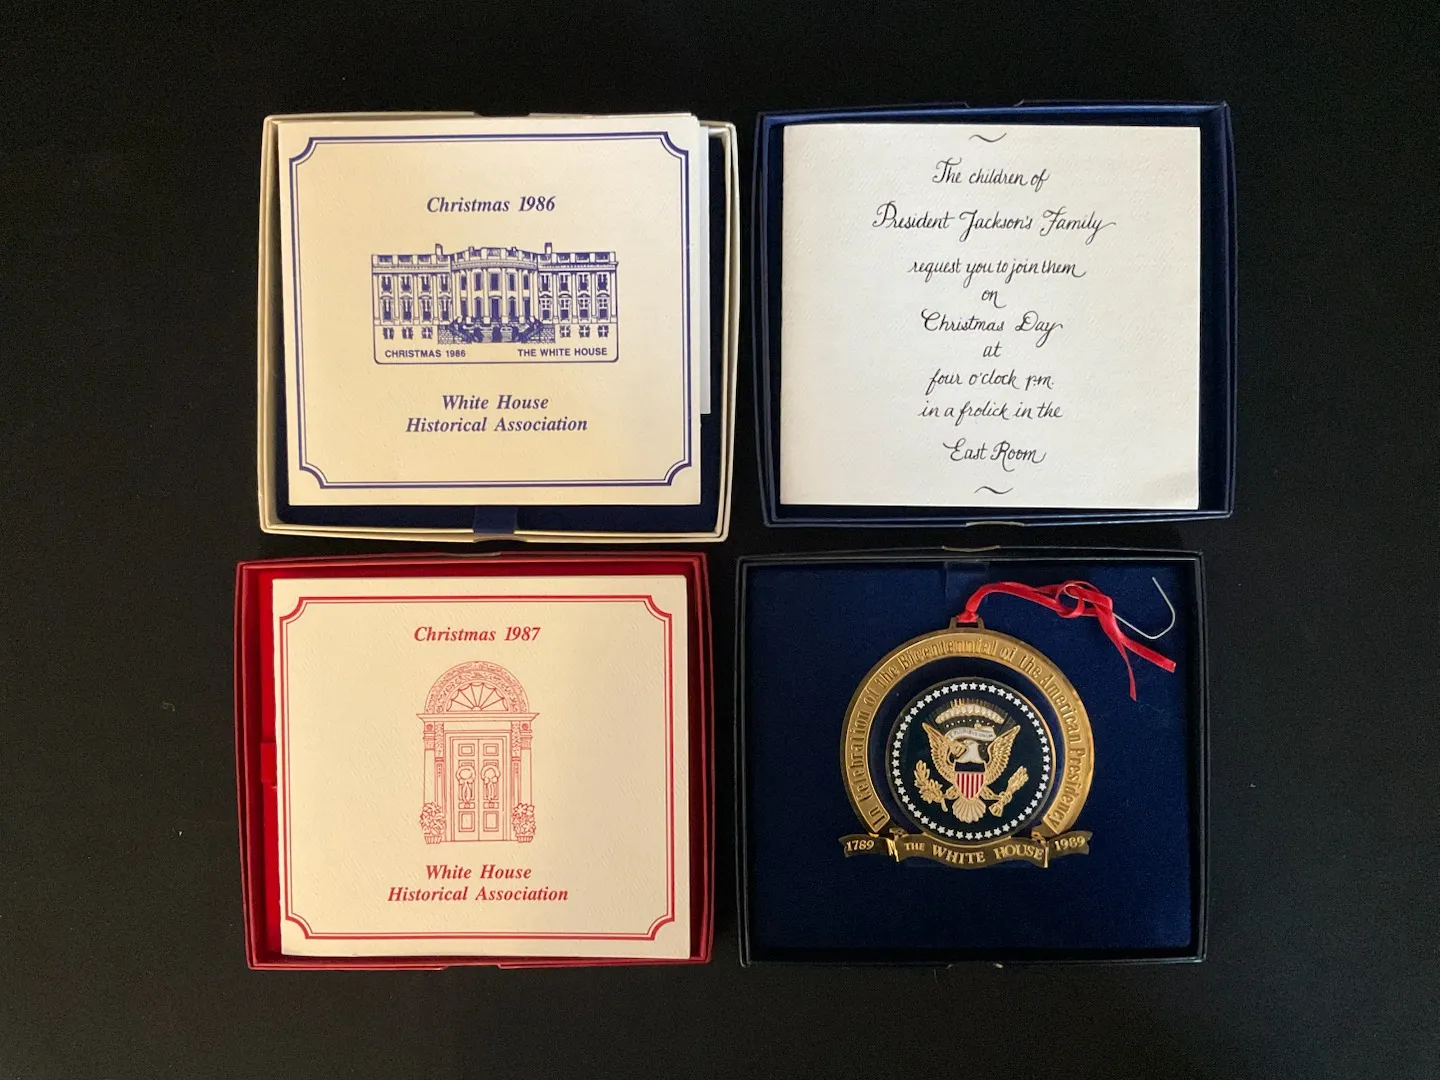 Christmas 1986
CHRISTMAS 1986 THE WHITE HOUSE
White House
Historical Association
The children of
President Jackson's Family
request you to join them
on
Christmas Day
at
four o'clock p.m.
in a frolick in the
East Room
Christmas 1987
White House
Historical Association
In Celebration of the Bicentennial of the American Presidency
1789 THE WHITE HOUSE 1989